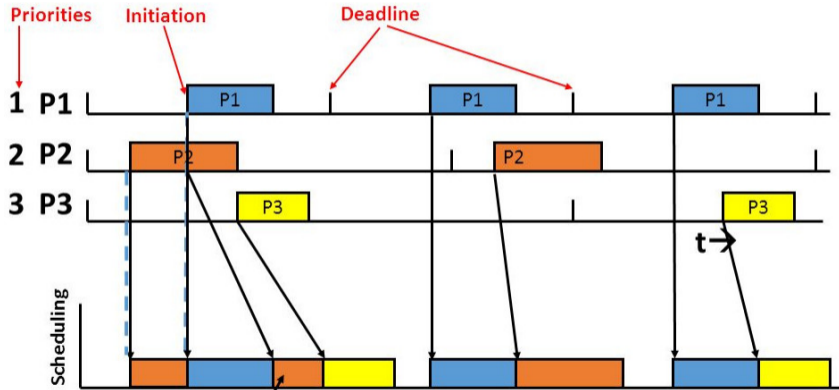 Priorities Initiation Deadline
1 P1 P1 P1 P1
2 P2 P2 P2
3 P3 P3 P3
t→
Scheduling